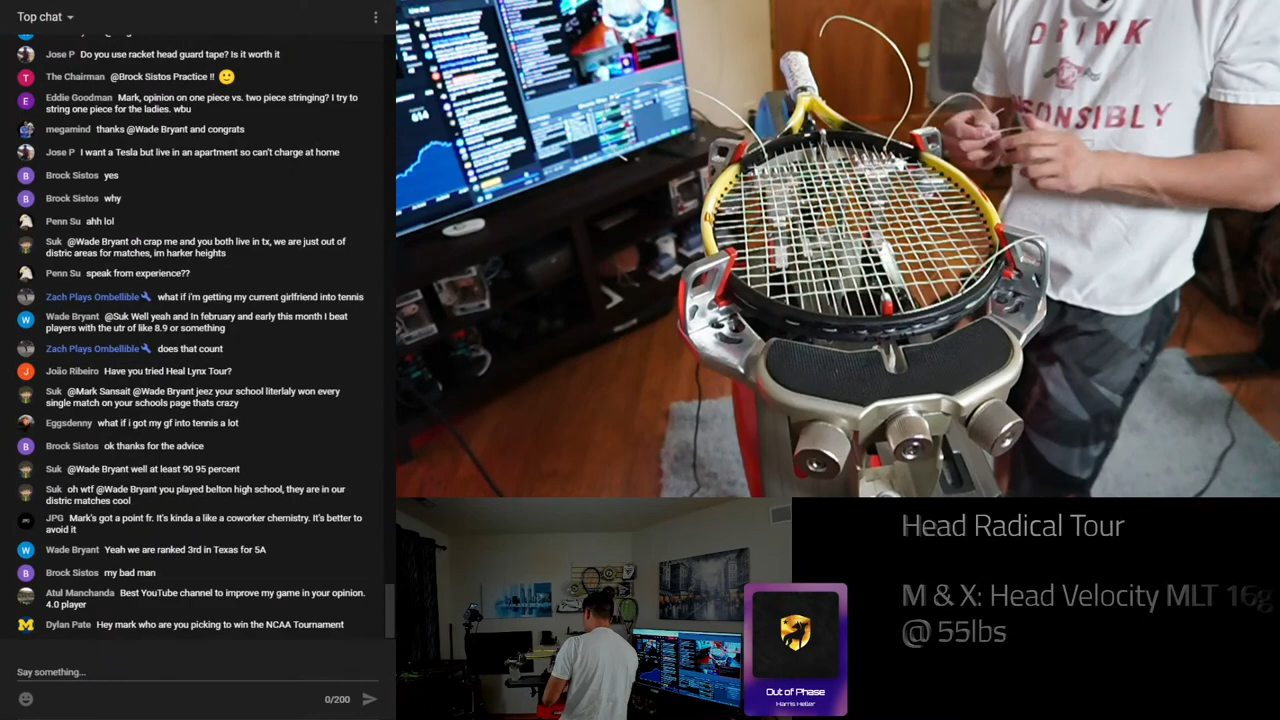 Top chat
Jose P Do you use racket head guard tape? Is it worth it
The Chairman @Brock Sistos Practice !!
Eddie Goodman Mark, opinion on one piece vs. two piece stringing? I try to
string one piece for the ladies. wbu
megamind thanks @Wade Bryant and congrats
Jose P I want a Tesla but live in an apartment so can't charge at home
Brock Sistos yes
Brock Sistos why
Penn Su ahh lol
Suk @Wade Bryant oh crap me and you both live in tx, we are just out of
distric areas for matches, im harker heights
Penn Su speak from experience??
Zach Plays Ombellible what if i'm getting my current girlfriend into tennis
Wade Bryant @Suk Well yeah and In february and early this month I beat
players with the utr of like 8.9 or something
Zach Plays Ombellible does that count
João Ribeiro Have you tried Heal Lynx Tour?
Suk @Mark Sansait @Wade Bryant jeez your school literlaly won every
single match on your schools page thats crazy
Eggsdenny what if i got my gf into tennis a lot
Brock Sistos ok thanks for the advice
Suk @Wade Bryant well at least 90 95 percent
Suk oh wtf @Wade Bryant you played belton high school, they are in our
distric matches cool
JPG Mark's got a point fr. It's kinda a like a coworker chemistry. It's better to
avoid it
Wade Bryant Yeah we are ranked 3rd in Texas for 5A
Brock Sistos my bad man
Atul Manchanda Best YouTube channel to improve my game in your opinion.
4.0 player
Dylan Pate Hey mark who are you picking to win the NCAA Tournament
Say something...
0/200
DRINK
614
Head Radical Tour
M & X: Head Velocity MLT 16g
@ 55lbs
Out of Phase
Harris Heller